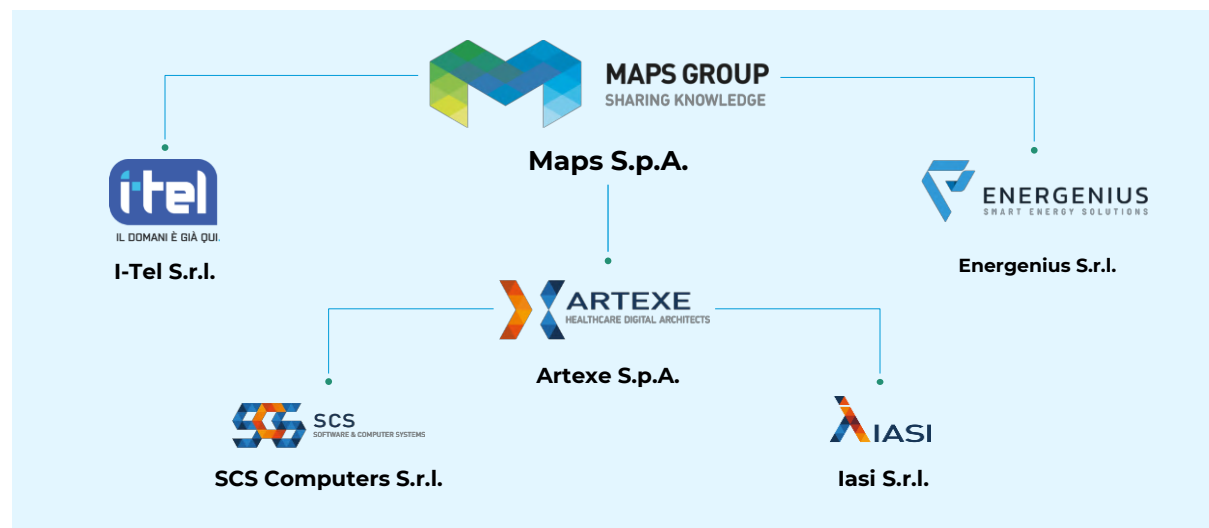 MAPS GROUP
SHARING KNOWLEDGE
Maps S.p.A.
i-tel
IL DOMANI È GIÀ QUI.
I-Tel S.r.l.
ENERGENIUS
SMART ENERGY SOLUTIONS
Energenius S.r.l.
ARTEXE
HEALTHCARE DIGITAL ARCHITECTS
Artexe S.p.A.
SCS
SCS
SOFTWARE & COMPUTER SYSTEMS
SCS Computers S.r.l.
IASI
Iasi S.r.l.